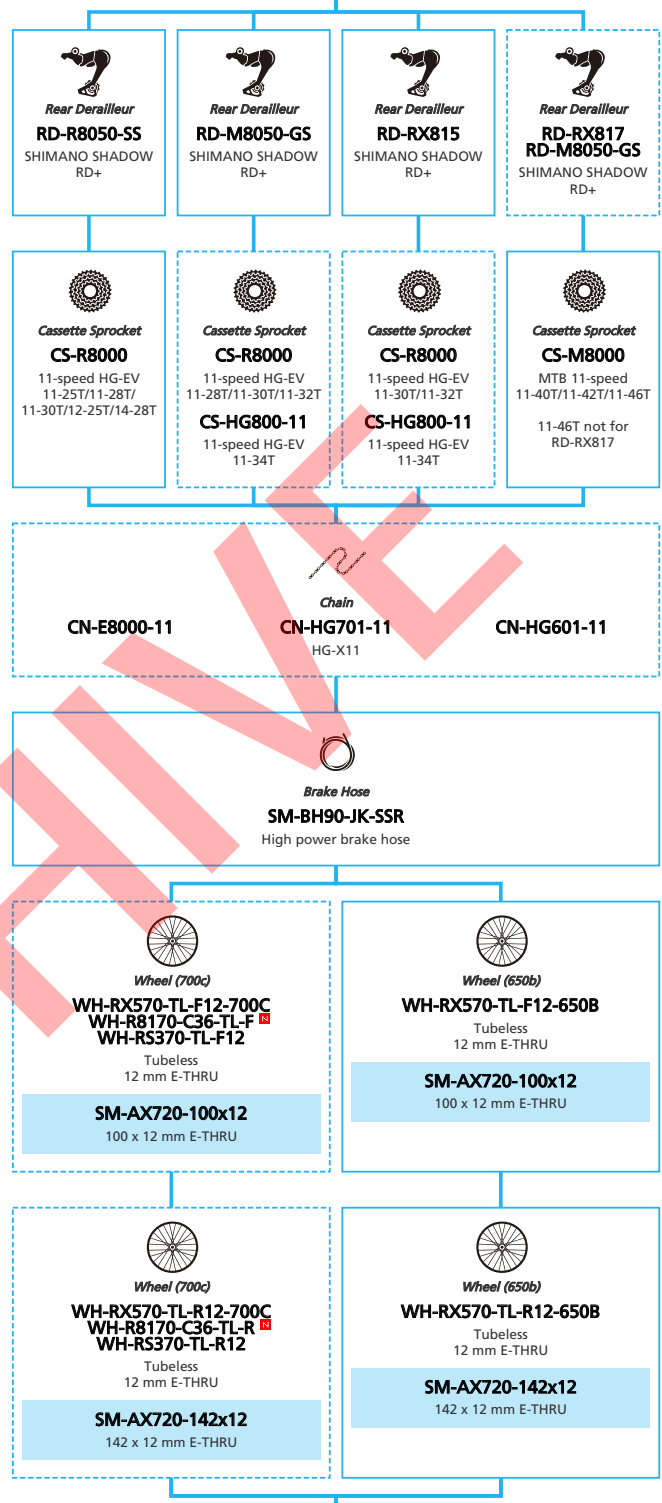 Rear Derailleur
RD-R8050-SS
SHIMANO SHADOW
RD+
Rear Derailleur
RD-M8050-GS
SHIMANO SHADOW
RD+
Rear Derailleur
RD-RX815
SHIMANO SHADOW
RD+
Rear Derailleur
RD-RX817
RD-M8050-GS
SHIMANO SHADOW
RD+
Cassette Sprocket
CS-R8000
11-speed HG-EV
11-25T/11-28T/
11-30T/12-25T/14-28T
Cassette Sprocket
CS-R8000
11-speed HG-EV
11-28T/11-30T/11-32T
CS-HG800-11
11-speed HG-EV
11-34T
Cassette Sprocket
CS-R8000
11-speed HG-EV
11-30T/11-32T
CS-HG800-11
11-speed HG-EV
11-34T
Cassette Sprocket
CS-M8000
MTB 11-speed
11-40T/11-42T/11-46T
11-46T not for
RD-RX817
Chain
CN-E8000-11
CN-HG701-11
HG-X11
CN-HG601-11
Brake Hose
SM-BH90-JK-SSR
High power brake hose
Wheel (700c)
WH-RX570-TL-F12-700C
WH-R8170-C36-TL-F N
WH-RS370-TL-F12
Tubeless
12 mm E-THRU
SM-AX720-100x12
100 x 12 mm E-THRU
Wheel (650b)
WH-RX570-TL-F12-650B
Tubeless
12 mm E-THRU
SM-AX720-100x12
100 x 12 mm E-THRU
Wheel (700c)
WH-RX570-TL-R12-700C
WH-R8170-C36-TL-R N
WH-RS370-TL-R12
Tubeless
12 mm E-THRU
SM-AX720-142x12
142 x 12 mm E-THRU
Wheel (650b)
WH-RX570-TL-R12-650B
Tubeless
12 mm E-THRU
SM-AX720-142x12
142 x 12 mm E-THRU
HIVE